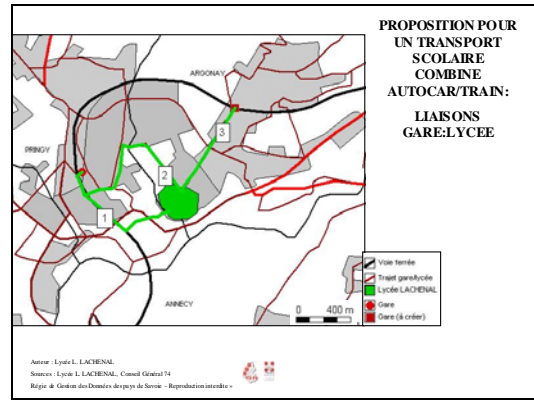 PROPOSITION POUR
UN TRANSPORT
SCOLAIRE
COMBINE
AUTOCAR/TRAIN:
LIAISONS
GARE:LYCEE
ARGONAY
PRINGY
3
2
1
ANNECY
Voie ferrée
Trajet gare/lycée
Lycée LACHENAL
Gare
Gare (à créer)
0 400 m
Auteur : Lycée L. LACHENAL
Sources : Lycée L. LACHENAL, Conseil Général 74
Régie de Gestion des Données des pays de Savoie – Reproduction interdite »